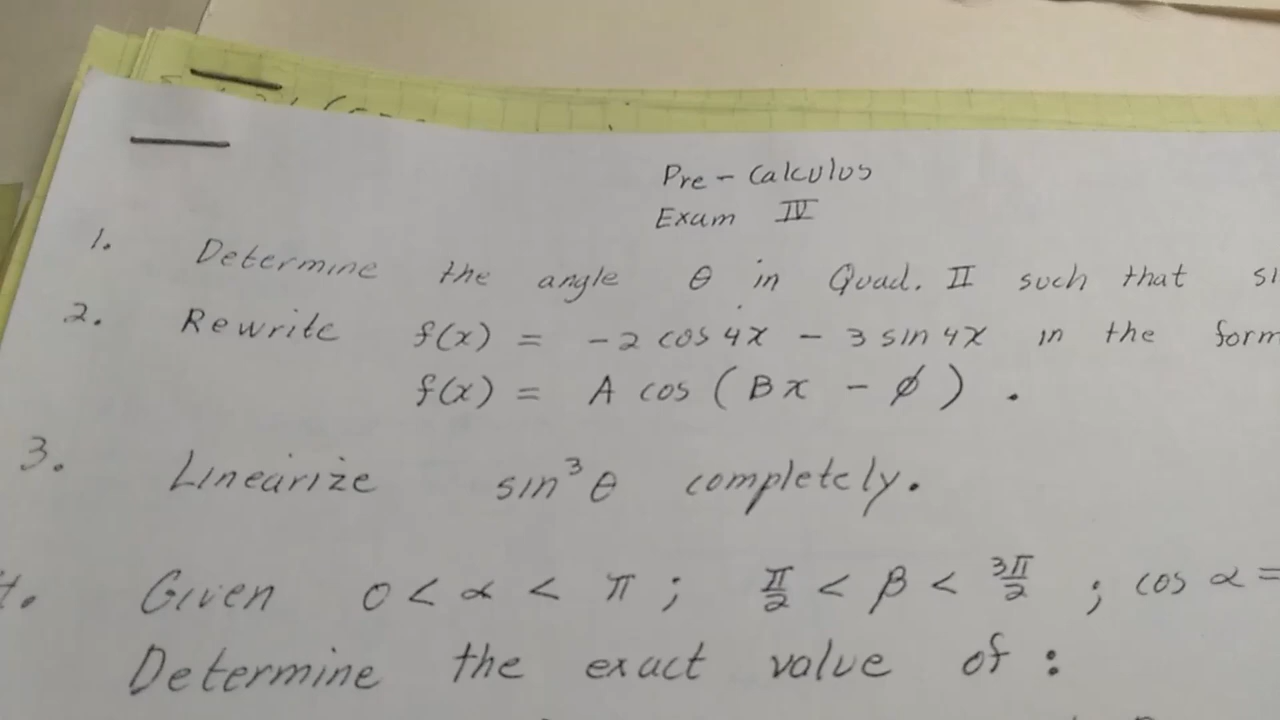 Pre-Calculus
Exam IV
1. Determine the angle θ in Quad. II such that
2. Rewrite f(x) = -2 cos 4x - 3 sin 4x in the form
f(x) = A cos (Bx - ϕ).
3. Linearize sin³θ completely.
4. Given 0 < α < π ; π/2 < β < 3π/2 ; cos α =
Determine the exact value of :